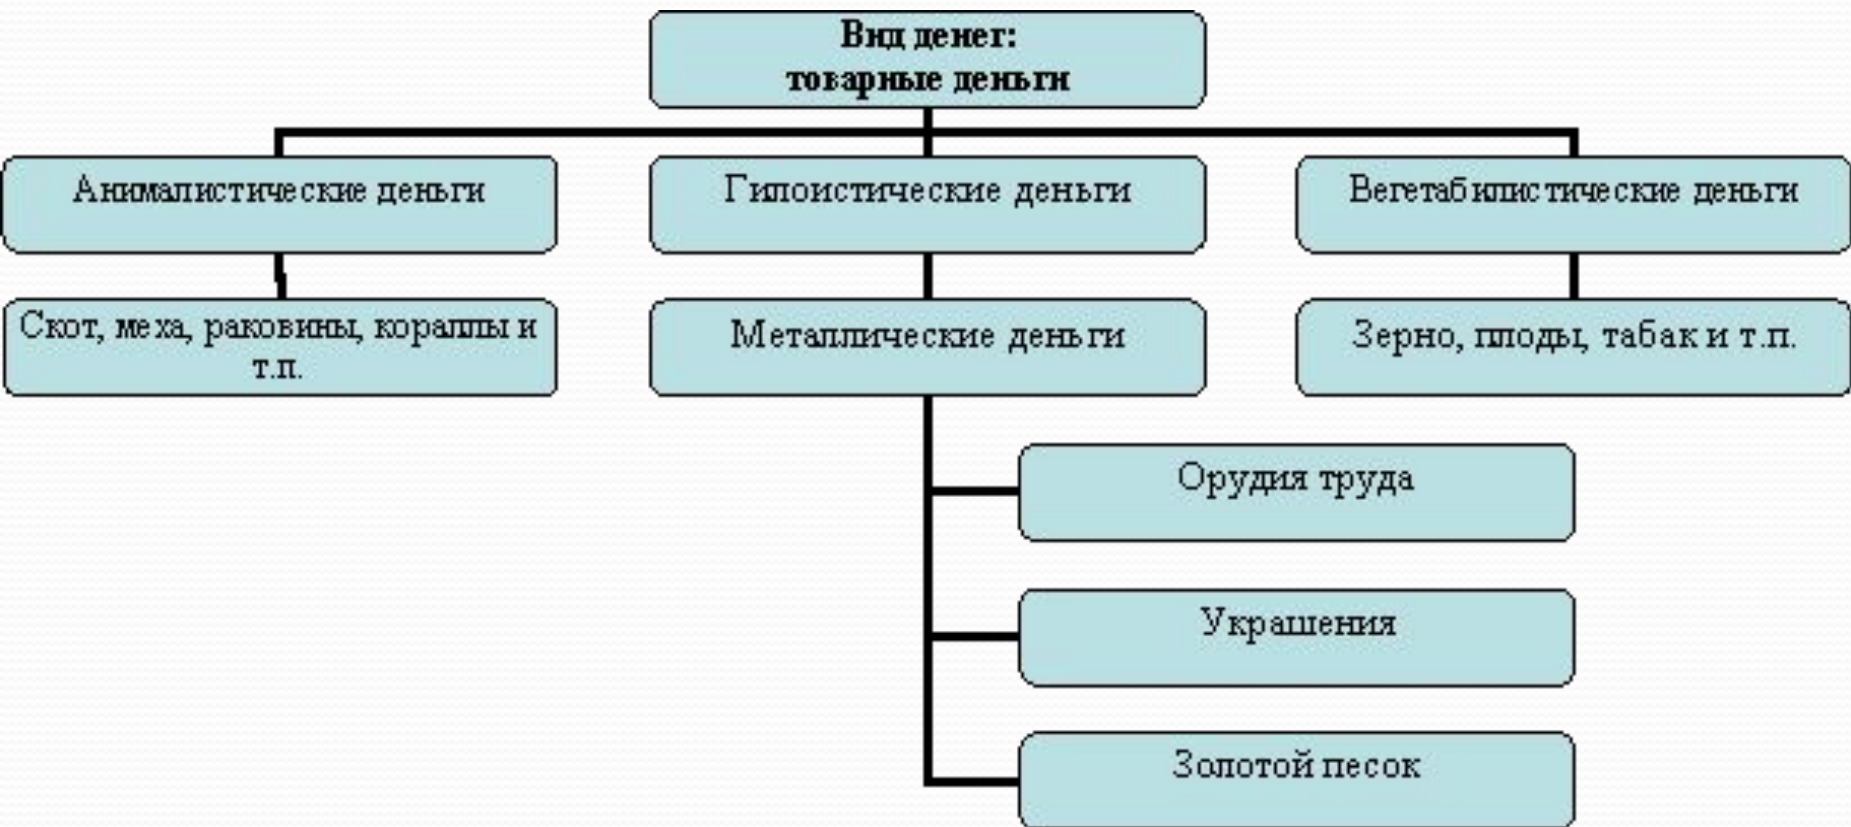 Вид денег:
товарные деньги
Анималистические деньги
Гилоистические деньги
Вегетабилистические деньги
Скот, меха, раковины, кораллы и
т.п.
Металлические деньги
Зерно, плоды, табак и т.п.
Орудия труда
Украшения
Золотой песок